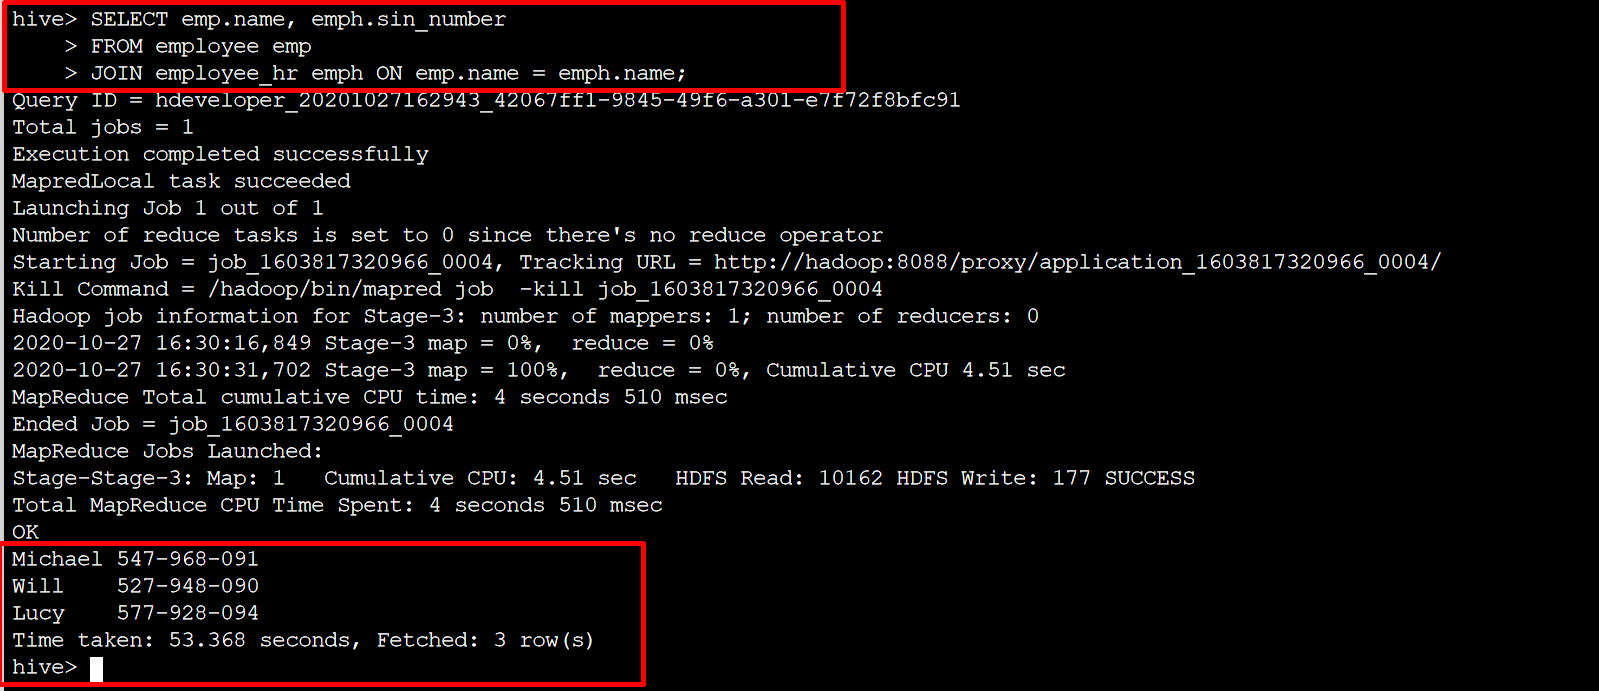 hive> SELECT emp.name, emph.sin_number
    > FROM employee emp
    > JOIN employee_hr emph ON emp.name = emph.name;
Query ID = hdeveloper_20201027162943_42067ff1-9845-49f6-a301-e7f72f8bfc91
Total jobs = 1
Execution completed successfully
MapredLocal task succeeded
Launching Job 1 out of 1
Number of reduce tasks is set to 0 since there's no reduce operator
Starting Job = job_1603817320966_0004, Tracking URL = http://hadoop:8088/proxy/application_1603817320966_0004/
Kill Command = /hadoop/bin/mapred job  -kill job_1603817320966_0004
Hadoop job information for Stage-3: number of mappers: 1; number of reducers: 0
2020-10-27 16:30:16,849 Stage-3 map = 0%,  reduce = 0%
2020-10-27 16:30:31,702 Stage-3 map = 100%,  reduce = 0%, Cumulative CPU 4.51 sec
MapReduce Total cumulative CPU time: 4 seconds 510 msec
Ended Job = job_1603817320966_0004
MapReduce Jobs Launched:
Stage-Stage-3: Map: 1   Cumulative CPU: 4.51 sec   HDFS Read: 10162 HDFS Write: 177 SUCCESS
Total MapReduce CPU Time Spent: 4 seconds 510 msec
OK
Michael 547-968-091
Will    527-948-090
Lucy    577-928-094
Time taken: 53.368 seconds, Fetched: 3 row(s)
hive>